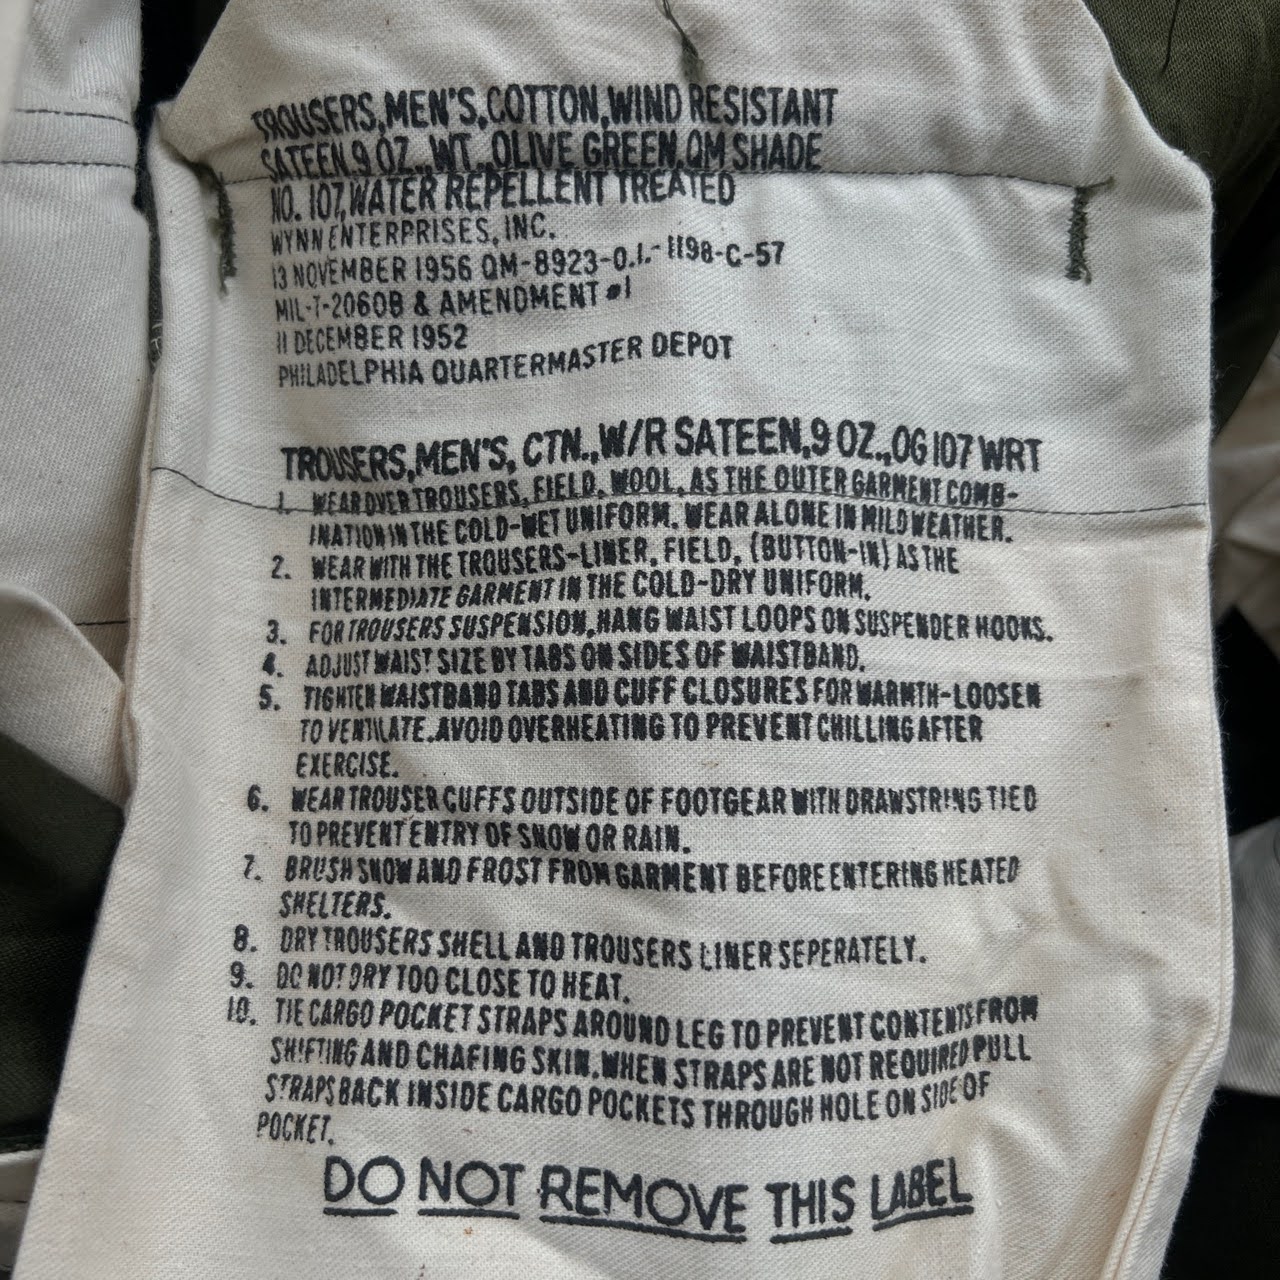 TROUSERS,MEN'S,COTTON,WIND RESISTANT
SATEEN,9 OZ.,WT.,OLIVE GREEN,QM SHADE
NO. 107,WATER REPELLENT TREATED
WYNN ENTERPRISES, INC.
13 NOVEMBER 1956 QM-8923-O.I.-1198-C-57
MIL-T-2060B & AMENDMENT #1
11 DECEMBER 1952
PHILADELPHIA QUARTERMASTER DEPOT
TROUSERS,MEN'S, CTN.,W/R SATEEN,9 OZ.,OG 107 WRT
1. WEAR OVER TROUSERS, FIELD, WOOL, AS THE OUTER GARMENT COMB-
INATION IN THE COLD-WET UNIFORM. WEAR ALONE IN MILD WEATHER.
2. WEAR WITH THE TROUSERS-LINER, FIELD, (BUTTON-IN) AS THE
INTERMEDIATE GARMENT IN THE COLD-DRY UNIFORM.
3. FOR TROUSERS SUSPENSION, HANG WAIST LOOPS ON SUSPENDER HOOKS.
4. ADJUST WAIST SIZE BY TABS ON SIDES OF WAISTBAND.
5. TIGHTEN WAISTBAND TABS AND CUFF CLOSURES FOR WARMTH-LOOSEN
TO VENTILATE. AVOID OVERHEATING TO PREVENT CHILLING AFTER
EXERCISE.
6. WEAR TROUSER CUFFS OUTSIDE OF FOOTGEAR WITH DRAWSTRING TIED
TO PREVENT ENTRY OF SNOW OR RAIN.
7. BRUSH SNOW AND FROST FROM GARMENT BEFORE ENTERING HEATED
SHELTERS.
8. DRY TROUSERS SHELL AND TROUSERS LINER SEPERATELY.
9. DO NOT DRY TOO CLOSE TO HEAT.
10. TIE CARGO POCKET STRAPS AROUND LEG TO PREVENT CONTENTS FROM
SHIFTING AND CHAFING SKIN. WHEN STRAPS ARE NOT REQUIRED PULL
STRAPS BACK INSIDE CARGO POCKETS THROUGH HOLE ON SIDE OF
POCKET.
DO NOT REMOVE THIS LABEL